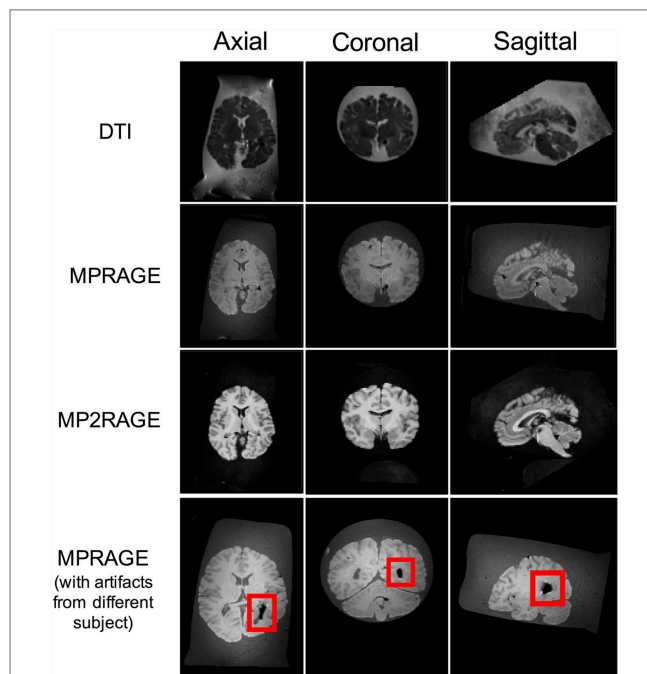 Axial Coronal Sagittal
DTI
MPRAGE
MP2RAGE
MPRAGE
(with artifacts
from different
subject)